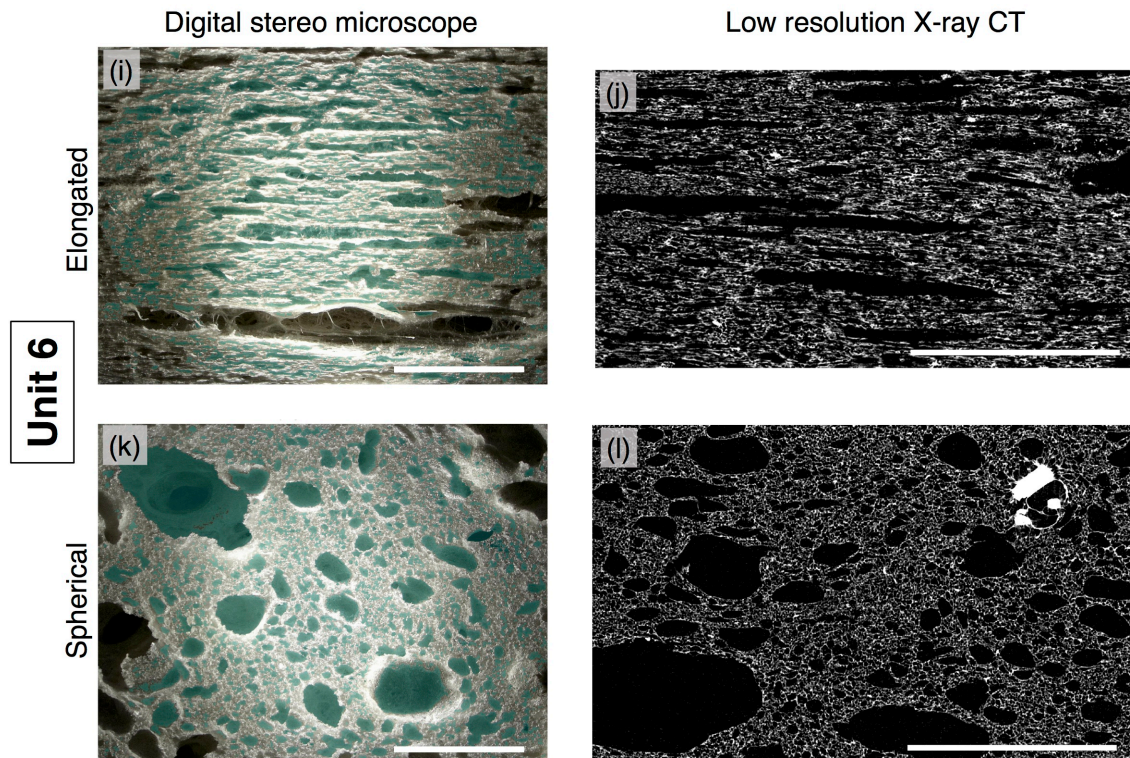 Digital stereo microscope
Low resolution X-ray CT
Unit 6
Elongated
(i)
(j)
Spherical
(k)
(l)